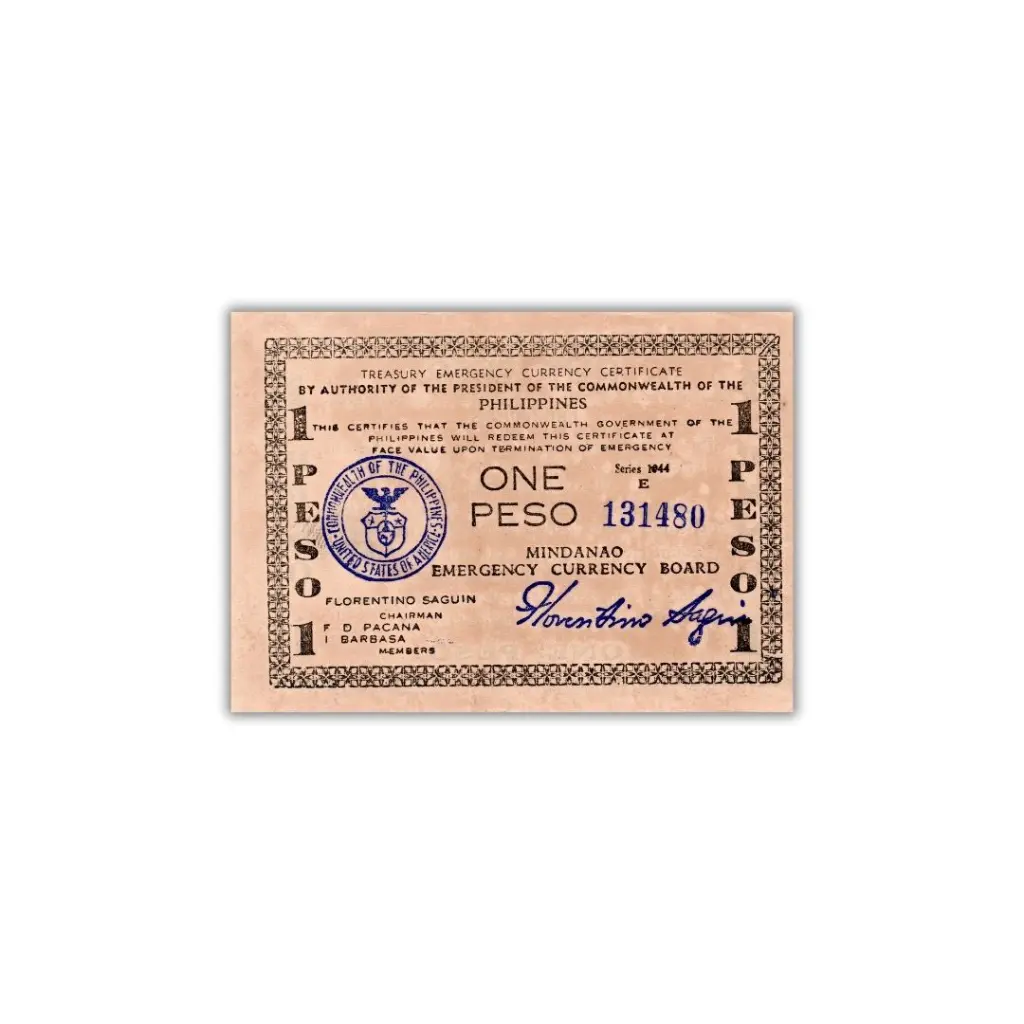 TREASURY EMERGENCY CURRENCY CERTIFICATE
BY AUTHORITY OF THE PRESIDENT OF THE COMMONWEALTH OF THE
PHILIPPINES
THIS CERTIFIES THAT THE COMMONWEALTH GOVERNMENT OF THE
PHILIPPINES WILL REDEEM THIS CERTIFICATE AT
FACE VALUE UPON TERMINATION OF EMERGENCY
1 PESO 1
COMMONWEALTH OF THE PHILIPPINES
UNITED STATES OF AMERICA
ONE
PESO
Series 1944
E
131480
MINDANAO
EMERGENCY CURRENCY BOARD
FLORENTINO SAGUIN
CHAIRMAN
F D PACANA
I BARBASA
MEMBERS
Florentino Saguin
1 PESO 1